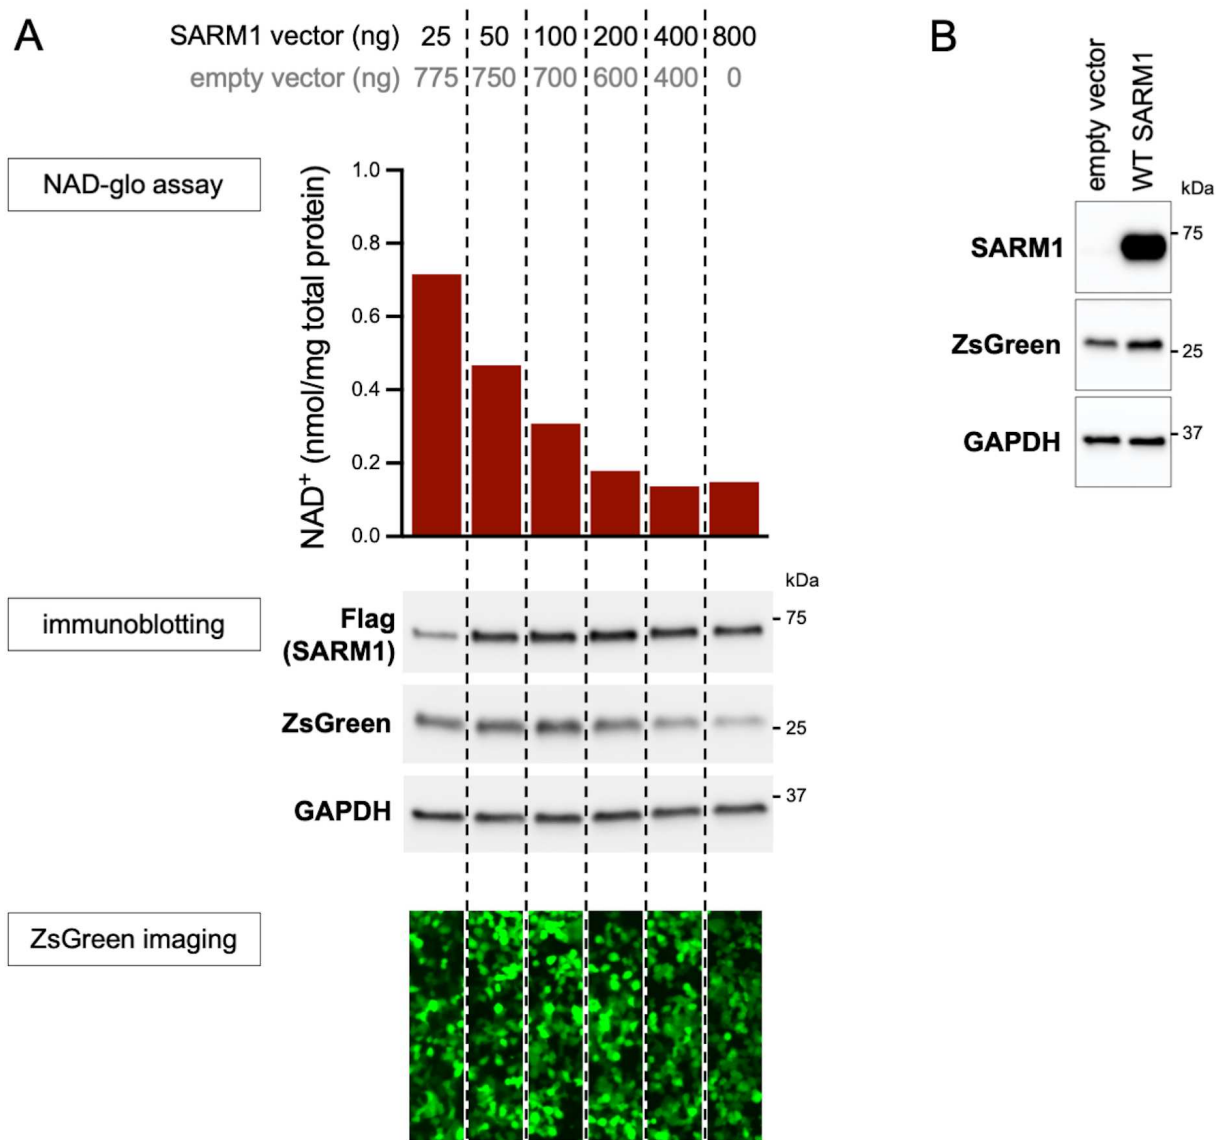 A
SARM1 vector (ng) 25 50 100 200 400 800
empty vector (ng) 775 750 700 600 400 0
NAD-glo assay
NAD+ (nmol/mg total protein)
1.0
0.8
0.6
0.4
0.2
0.0
immunoblotting
kDa
Flag
(SARM1)
75
ZsGreen
25
GAPDH
37
ZsGreen imaging
B
empty vector
WT SARM1
kDa
SARM1
75
ZsGreen
25
GAPDH
37